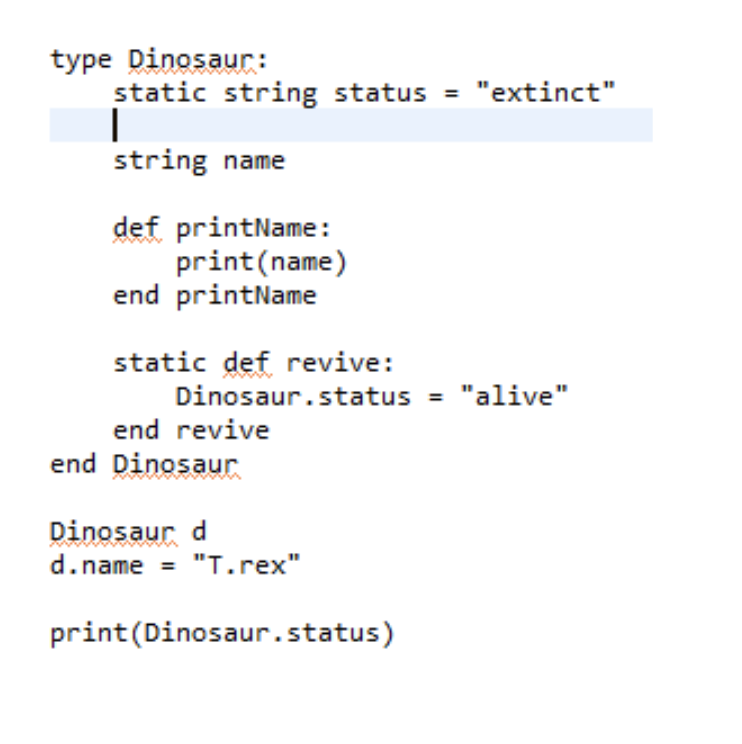 type Dinosaur:
    static string status = "extinct"

    string name

    def printName:
        print(name)
    end printName

    static def revive:
        Dinosaur.status = "alive"
    end revive
end Dinosaur

Dinosaur d
d.name = "T.rex"

print(Dinosaur.status)